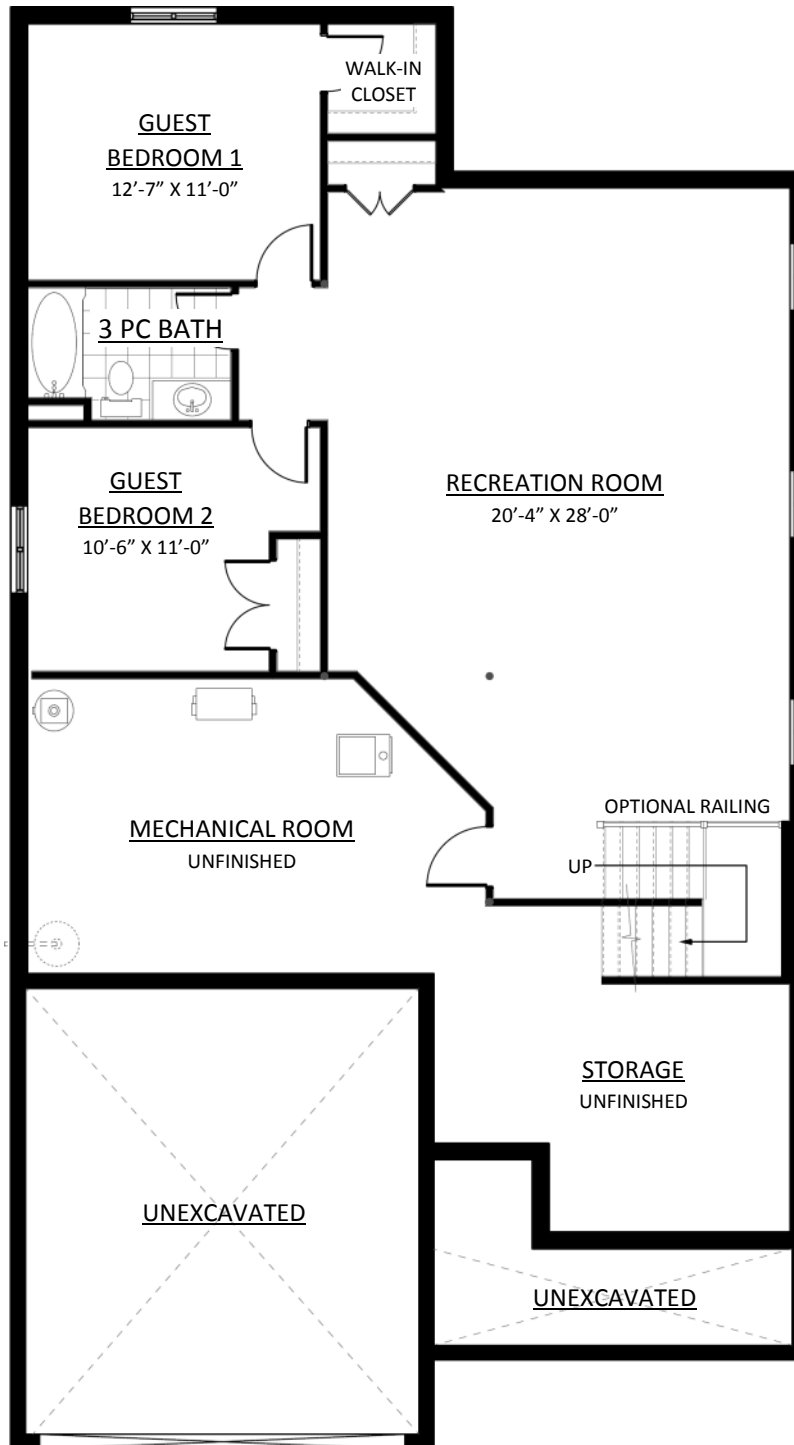 WALK-IN
CLOSET
GUEST
BEDROOM 1
12’-7” X 11’-0”
3 PC BATH
GUEST
BEDROOM 2
10’-6” X 11’-0”
RECREATION ROOM
20’-4” X 28’-0”
MECHANICAL ROOM
UNFINISHED
OPTIONAL RAILING
UP
STORAGE
UNFINISHED
UNEXCAVATED
UNEXCAVATED